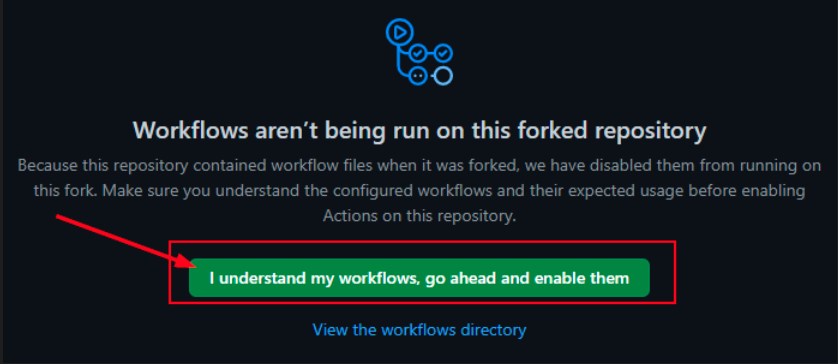 Workflows aren’t being run on this forked repository
Because this repository contained workflow files when it was forked, we have disabled them from running on
this fork. Make sure you understand the configured workflows and their expected usage before enabling
Actions on this repository.
I understand my workflows, go ahead and enable them
View the workflows directory